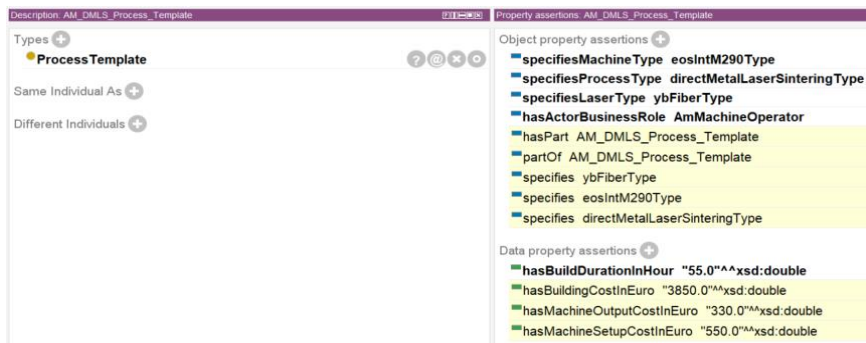 Description: AM_DMLS_Process_Template
Types
ProcessTemplate
Same Individual As
Different Individuals
Property assertions: AM_DMLS_Process_Template
Object property assertions
specifiesMachineType eosIntM290Type
specifiesProcessType directMetalLaserSinteringType
specifiesLaserType ybFiberType
hasActorBusinessRole AmMachineOperator
hasPart AM_DMLS_Process_Template
partOf AM_DMLS_Process_Template
specifies ybFiberType
specifies eosIntM290Type
specifies directMetalLaserSinteringType
Data property assertions
hasBuildDurationInHour "55.0"^^xsd:double
hasBuildingCostInEuro "3850.0"^^xsd:double
hasMachineOutputCostInEuro "330.0"^^xsd:double
hasMachineSetupCostInEuro "550.0"^^xsd:double